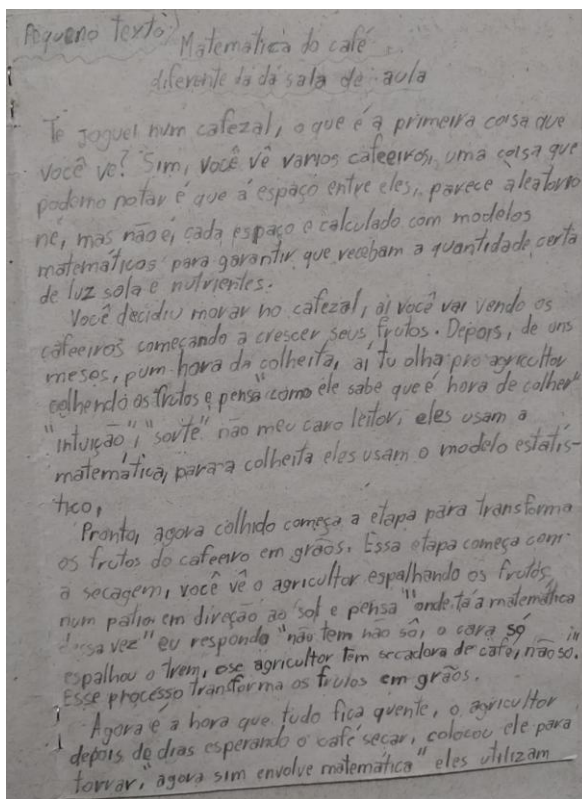 Pequeno texto
Matemática do café
diferente da dá sala de aula
Te joguei num cafezal, o que é a primeira coisa que
você ve? Sim, você vê varios cafeeiros, uma coisa que
podemo notar é que a espaço entre eles, parece aleatorio
né, mas não é, cada espaço e calculado com modelos
matemáticos para garantir que recebam a quantidade certa
de luz sola e nutrientes.
Você decidiu morar no cafezal, aí você vai vendo os
cafeeiros começando a crescer seus frutos. Depois, de uns
meses, pum hora da colheita, aí tu olha pro agricultor
colhendo os frutos e pensa "como ele sabe que é hora de colher"
"intuição", "sorte" não meu caro leitor, eles usam a
matemática, para a colheita eles usam o modelo estatís-
tico,
Pronto, agora colhido começa a etapa para transforma
os frutos do cafeeiro em grãos. Essa etapa começa com
a secagem, você vê o agricultor espalhando os frutos
num patio em direção ao sol e pensa "onde tá a matemática
dessa vez" eu respondo "não tem não sô, o cara só
espalhou o trem, ose agricultor tem secadora de café, não so.
Esse processo transforma os frutos em grãos.
Agora é a hora que tudo fica quente, o agricultor
depois de dias esperando o café secar, colocou ele para
torrar, "agora sim envolve matemática" eles utilizam